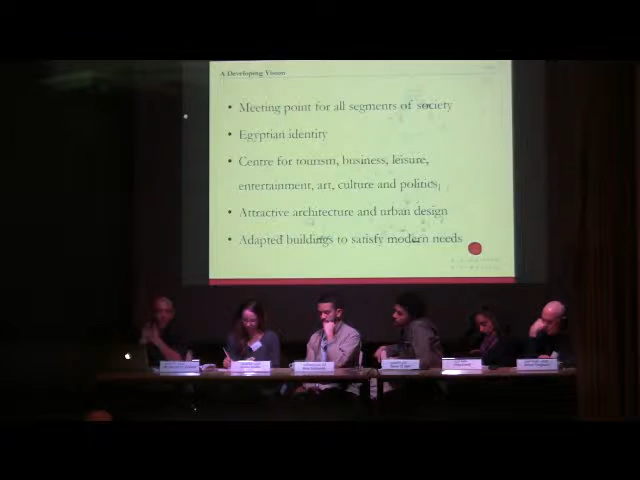 A Developing Vision
• Meeting point for all segments of society
• Egyptian identity
• Centre for tourism, business, leisure,
entertainment, art, culture and politics,
• Attractive architecture and urban design
• Adapted buildings to satisfy modern needs